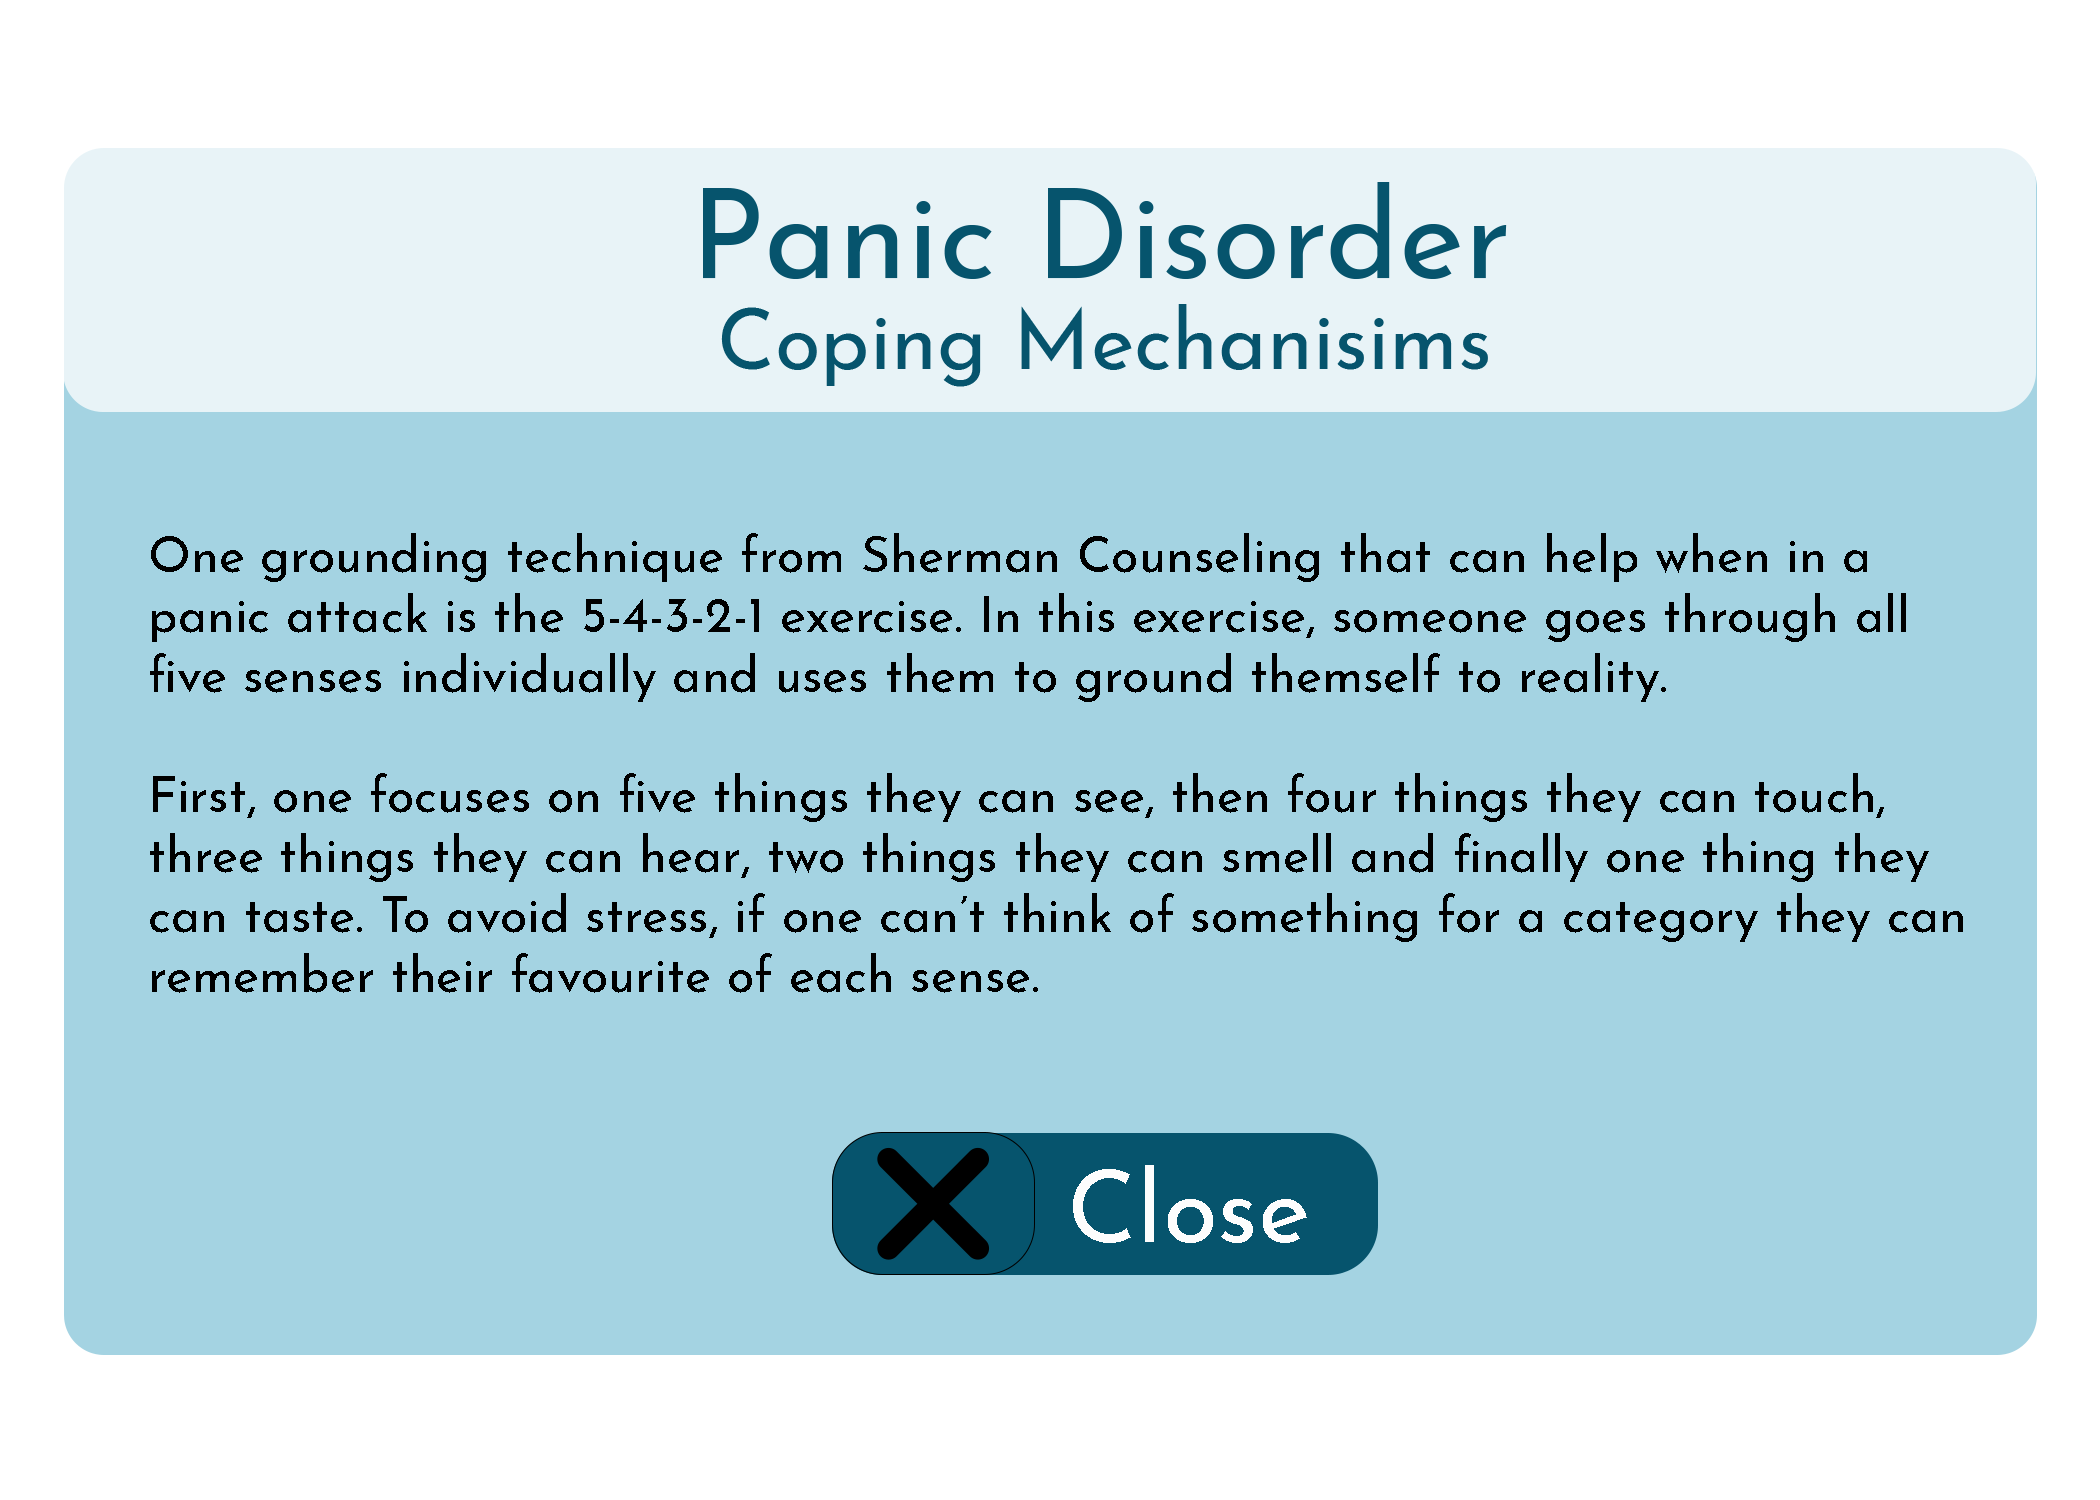 Panic Disorder
Coping Mechanisims
One grounding technique from Sherman Counseling that can help when in a
panic attack is the 5-4-3-2-1 exercise. In this exercise, someone goes through all
five senses individually and uses them to ground themself to reality.
First, one focuses on five things they can see, then four things they can touch,
three things they can hear, two things they can smell and finally one thing they
can taste. To avoid stress, if one can't think of something for a category they can
remember their favourite of each sense.
Close